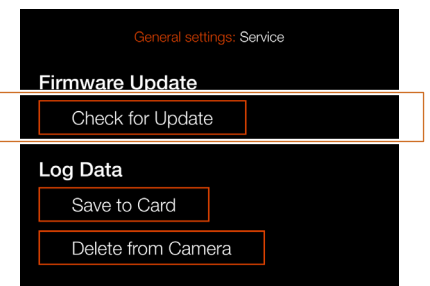 General settings: Service
Firmware Update
Check for Update
Log Data
Save to Card
Delete from Camera